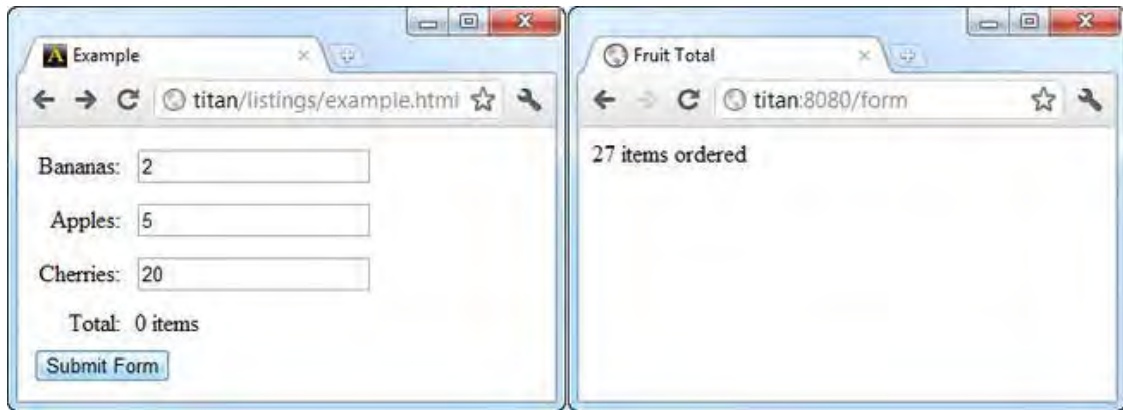 Example
titan/listings/example.html
Bananas: 2
Apples: 5
Cherries: 20
Total: 0 items
Submit Form
Fruit Total
titan:8080/form
27 items ordered